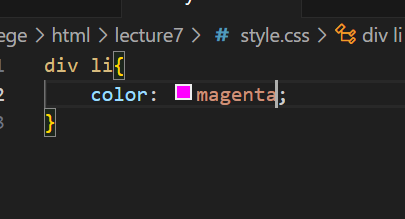 ege > html > lecture7 > # style.css > div li
1 div li{
2 color: magenta;
3 }